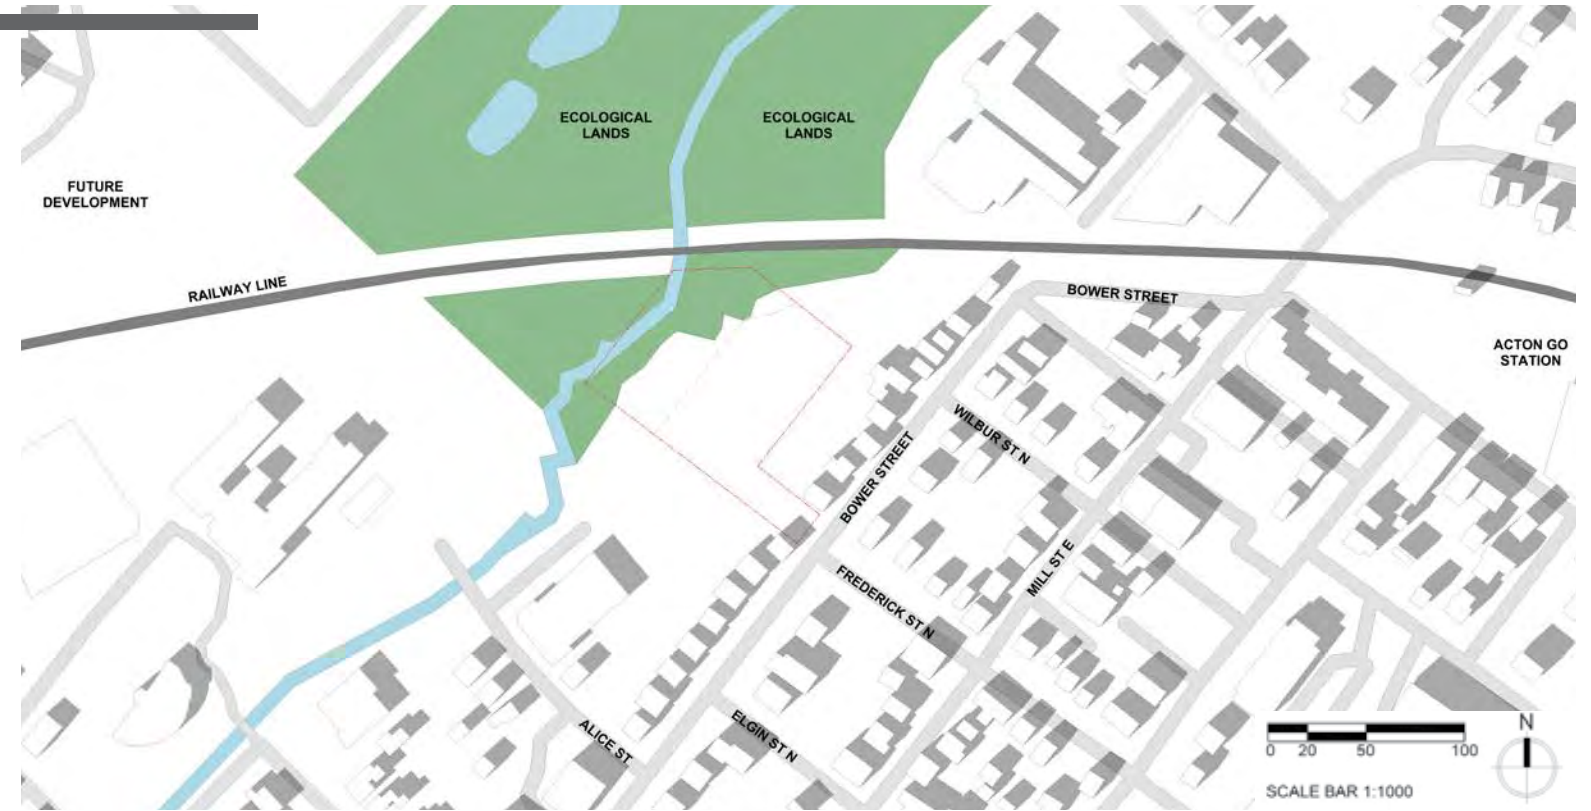 ECOLOGICAL
LANDS
ECOLOGICAL
LANDS
FUTURE
DEVELOPMENT
RAILWAY LINE
BOWER STREET
ACTON GO
STATION
WILBUR ST N
BOWER STREET
MILL ST E
FREDERICK ST N
ELGIN ST N
ALICE ST
N
0 20 50 100
SCALE BAR 1:1000